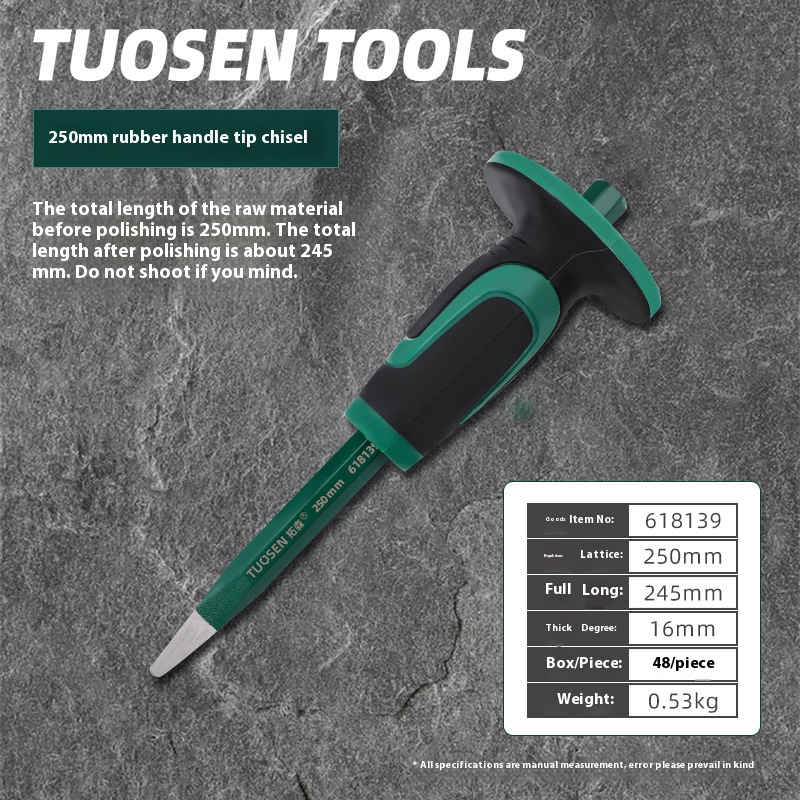 TUOSEN TOOLS
250mm rubber handle tip chisel
The total length of the raw material
before polishing is 250mm. The total
length after polishing is about 245
mm. Do not shoot if you mind.
TUOSEN 拓森® 250mm 618139
Goods Item No: 618139
Lattice: 250mm
Full Long: 245mm
Thick Degree: 16mm
Box/Piece: 48/piece
Weight: 0.53kg
* All specifications are manual measurement, error please prevail in kind